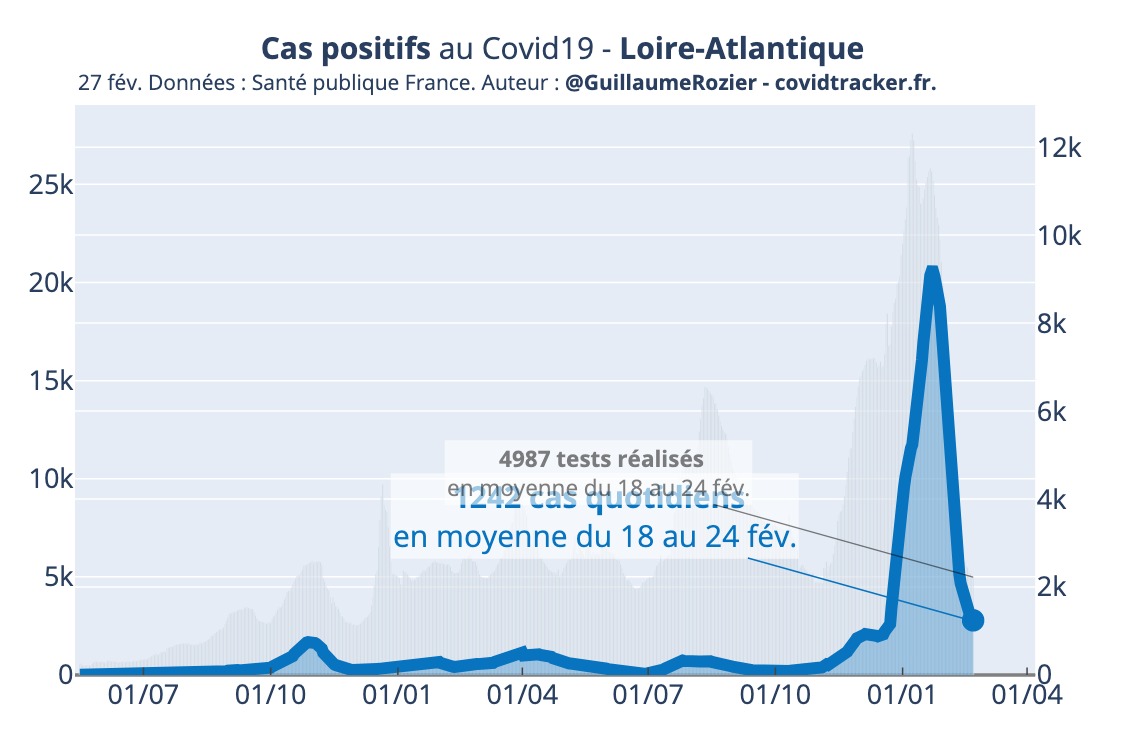 Cas positifs au Covid19 - Loire-Atlantique
27 fév. Données : Santé publique France. Auteur : @GuillaumeRozier - covidtracker.fr.
12k
25k
10k
20k
8k
15k
6k
4987 tests réalisés
en moyenne du 18 au 24 fév.
10k
1242 cas quotidiens
4k
en moyenne du 18 au 24 fév.
5k
2k
0
0
01/07 01/10 01/01 01/04 01/07 01/10 01/01 01/04